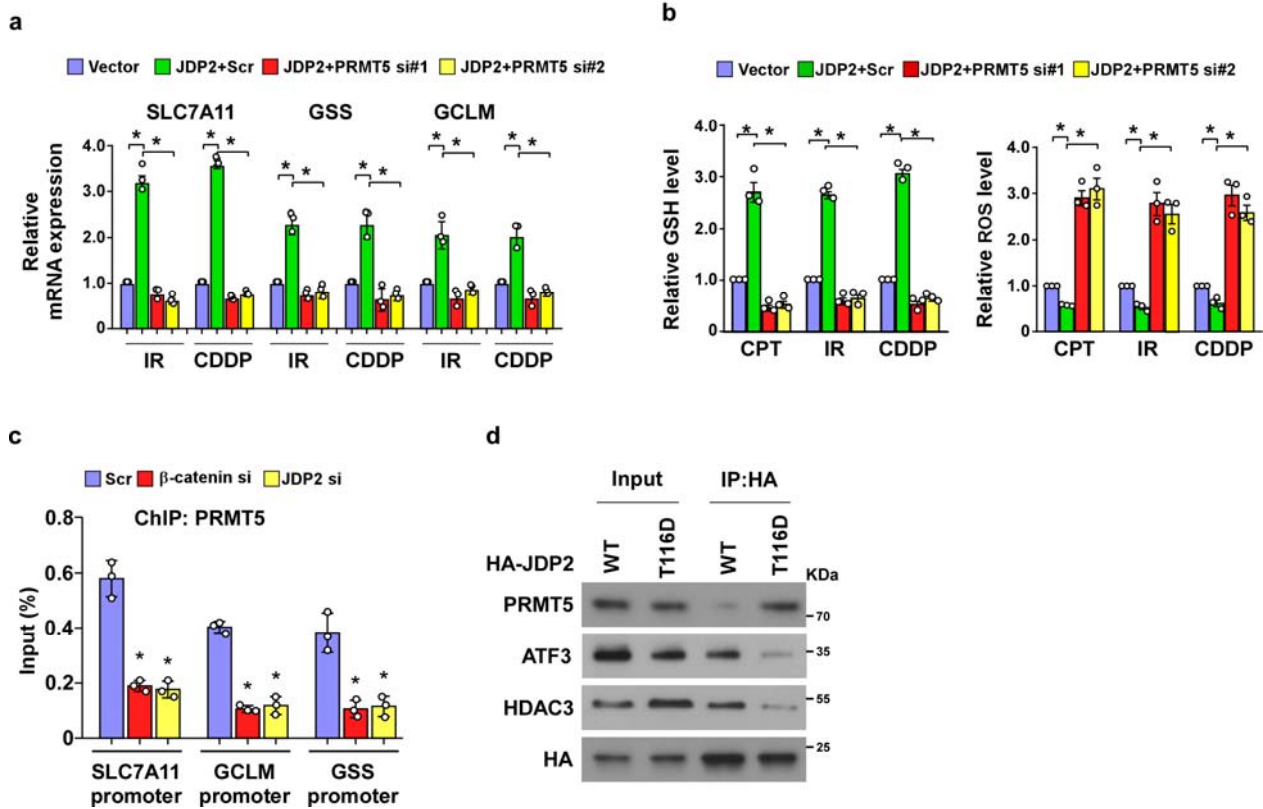 a
Vector JDP2+Scr JDP2+PRMT5 si#1 JDP2+PRMT5 si#2
SLC7A11 GSS GCLM
Relative
mRNA expression
4.0
3.0
2.0
1.0
0.0
* * * * * * * * * * * *
IR CDDP IR CDDP IR CDDP
b
Vector JDP2+Scr JDP2+PRMT5 si#1 JDP2+PRMT5 si#2
Relative GSH level
4.0
3.0
2.0
1.0
0
* * * * * *
CPT IR CDDP
Relative ROS level
4.0
3.0
2.0
1.0
0
* * * * * *
CPT IR CDDP
c
Scr β-catenin si JDP2 si
ChIP: PRMT5
Input (%)
0.8
0.6
0.4
0.2
0
* * * * * *
SLC7A11 GCLM GSS
promoter promoter promoter
d
Input IP:HA
HA-JDP2 WT T116D WT T116D
KDa
PRMT5 70
ATF3 35
HDAC3 55
HA 25